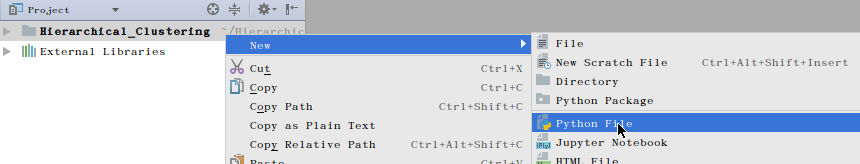 Project
Hierarchical_Clustering ~/Hierarchic
External Libraries
New
Cut Ctrl+X
Copy Ctrl+C
Copy Path Ctrl+Shift+C
Copy as Plain Text
Copy Relative Path Ctrl+Alt+Shift+C
Paste Ctrl+V
File
New Scratch File Ctrl+Alt+Shift+Insert
Directory
Python Package
Python File
Jupyter Notebook
HTML File